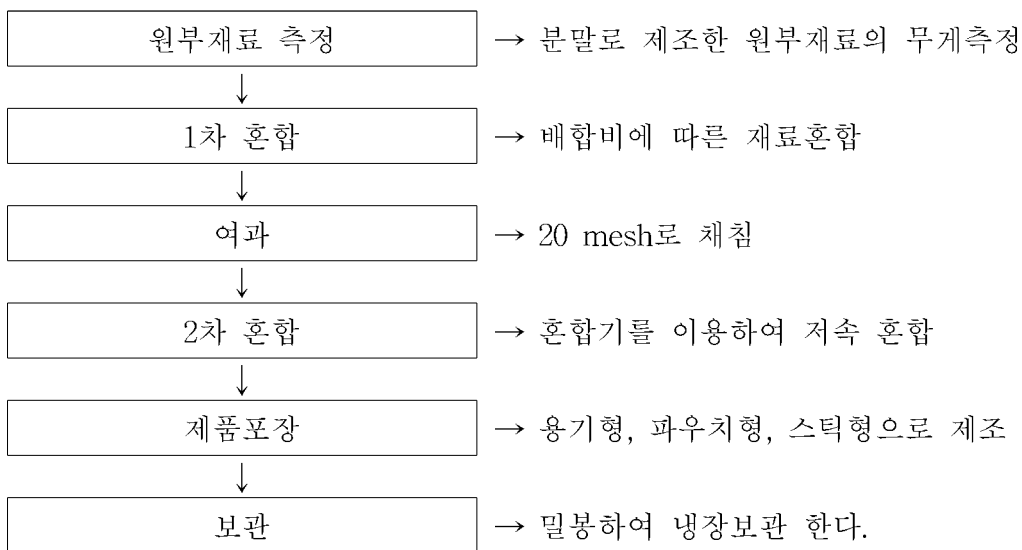 원부재료 측정 → 분말로 제조한 원부재료의 무게측정
↓
1차 혼합 → 배합비에 따른 재료혼합
↓
여과 → 20 mesh로 채침
↓
2차 혼합 → 혼합기를 이용하여 저속 혼합
↓
제품포장 → 용기형, 파우치형, 스틱형으로 제조
↓
보관 → 밀봉하여 냉장보관 한다.